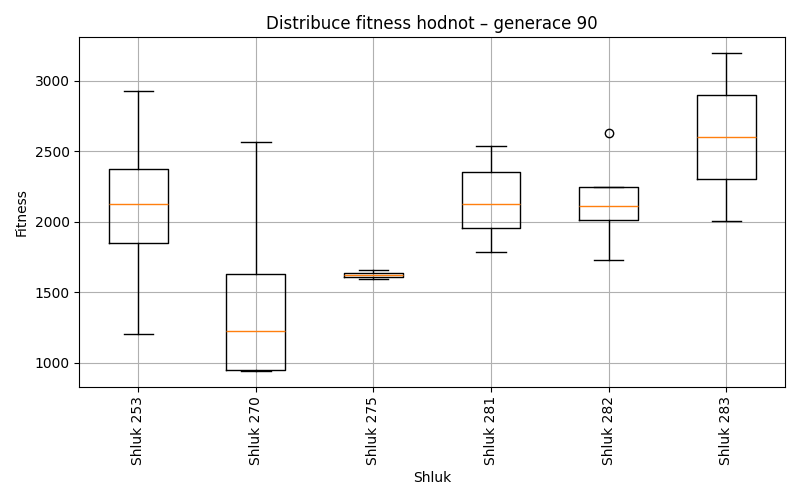 Distribuce fitness hodnot – generace 90
Fitness
3000
2500
2000
1500
1000
Shluk 253
Shluk 270
Shluk 275
Shluk 281
Shluk 282
Shluk 283
Shluk